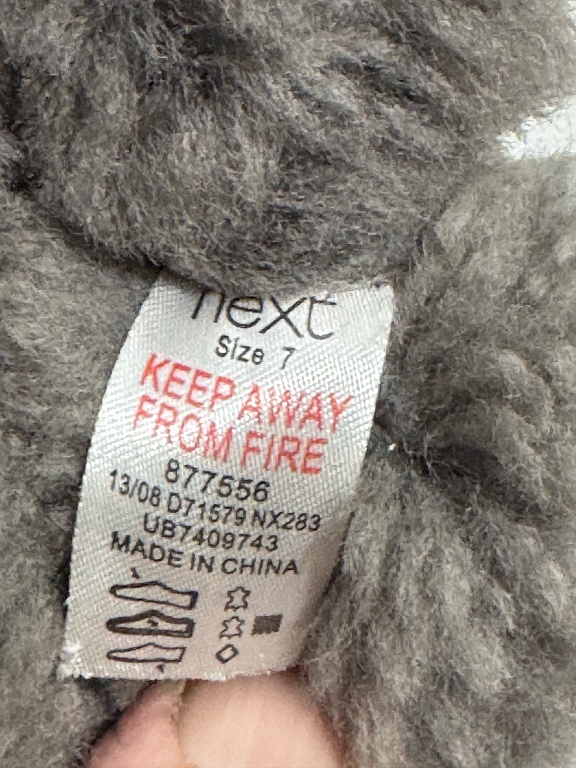 next
Size 7
KEEP AWAY
FROM FIRE
877556
13/08 D71579 NX283
UB7409743
MADE IN CHINA